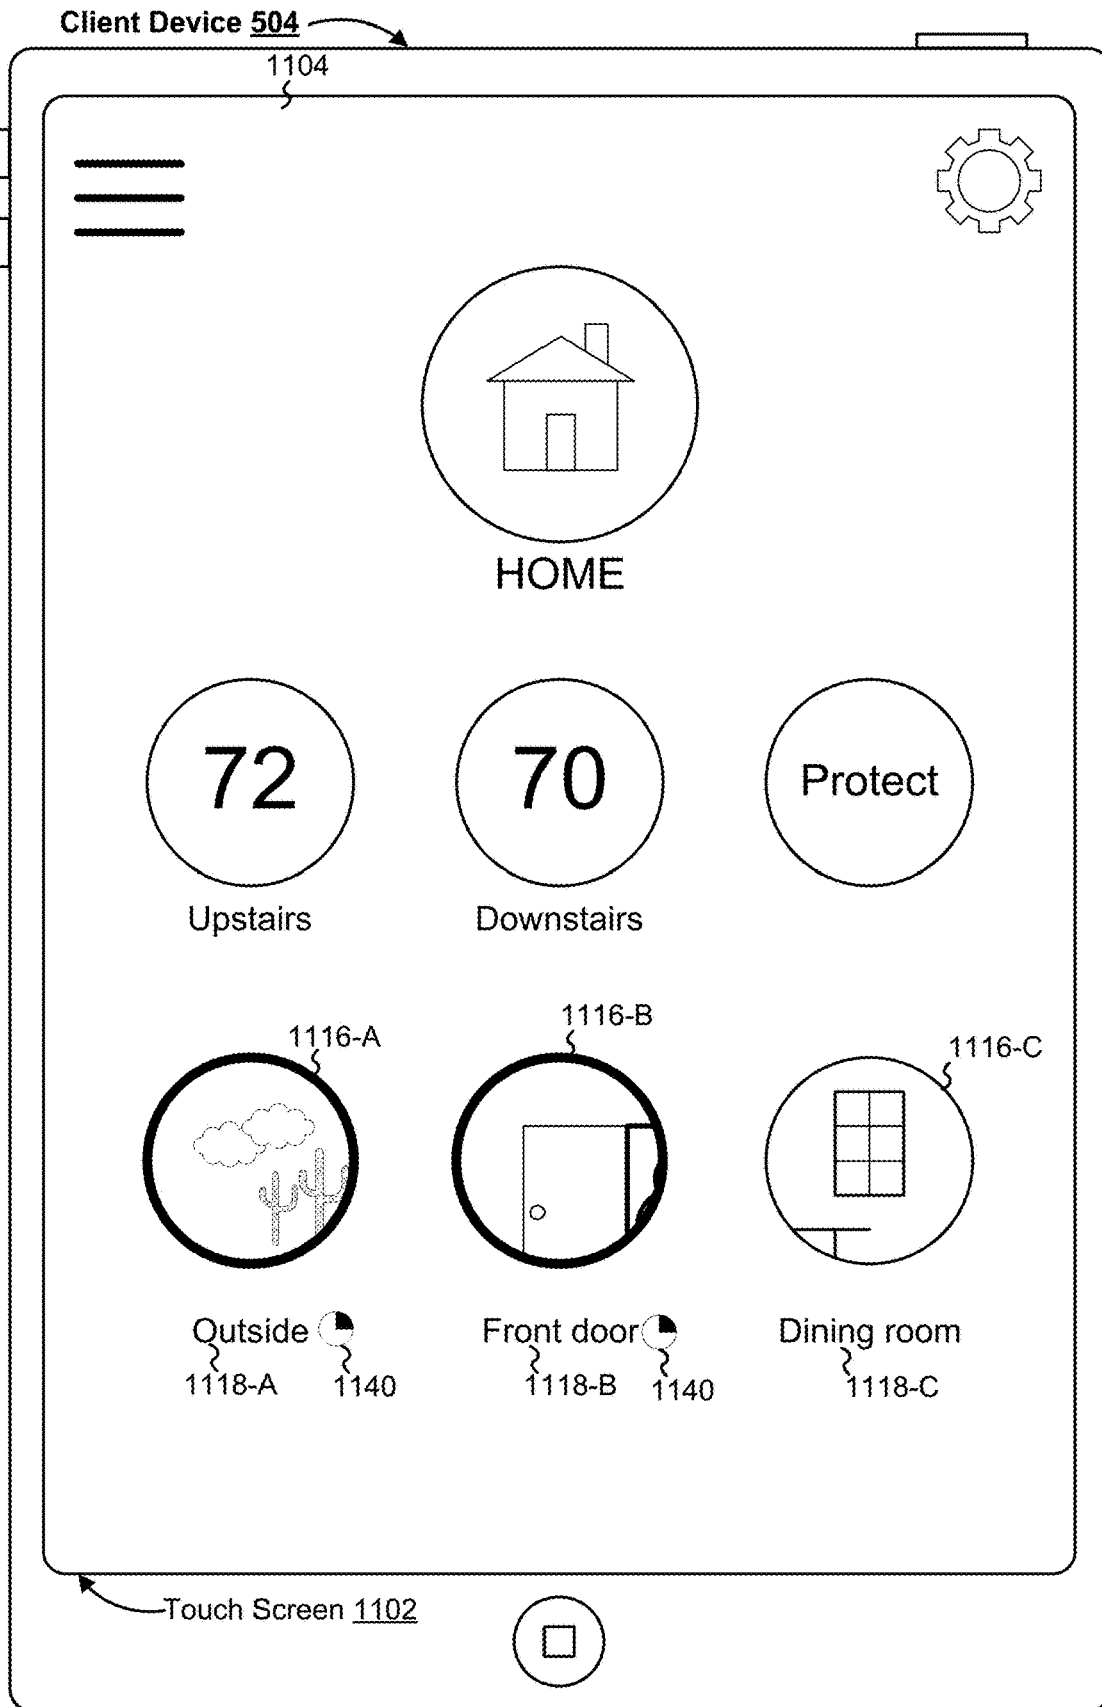 Client Device 504
1104
HOME
72
70
Protect
Upstairs
Downstairs
1116-A
1116-B
1116-C
Outside
Front door
Dining room
1118-A
1140
1118-B
1140
1118-C
Touch Screen 1102